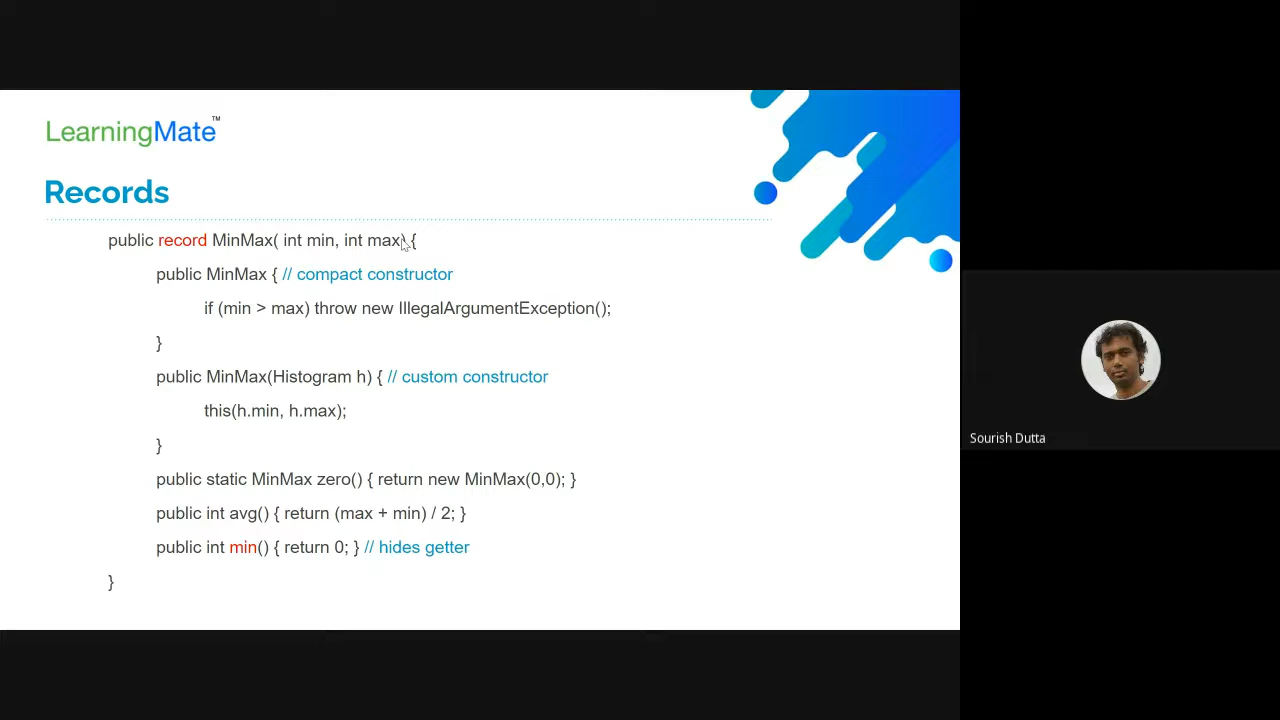 LearningMate™
Records
public record MinMax( int min, int max) {
public MinMax { // compact constructor
if (min > max) throw new IllegalArgumentException();
}
public MinMax(Histogram h) { // custom constructor
this(h.min, h.max);
}
public static MinMax zero() { return new MinMax(0,0); }
public int avg() { return (max + min) / 2; }
public int min() { return 0; } // hides getter
}
Sourish Dutta